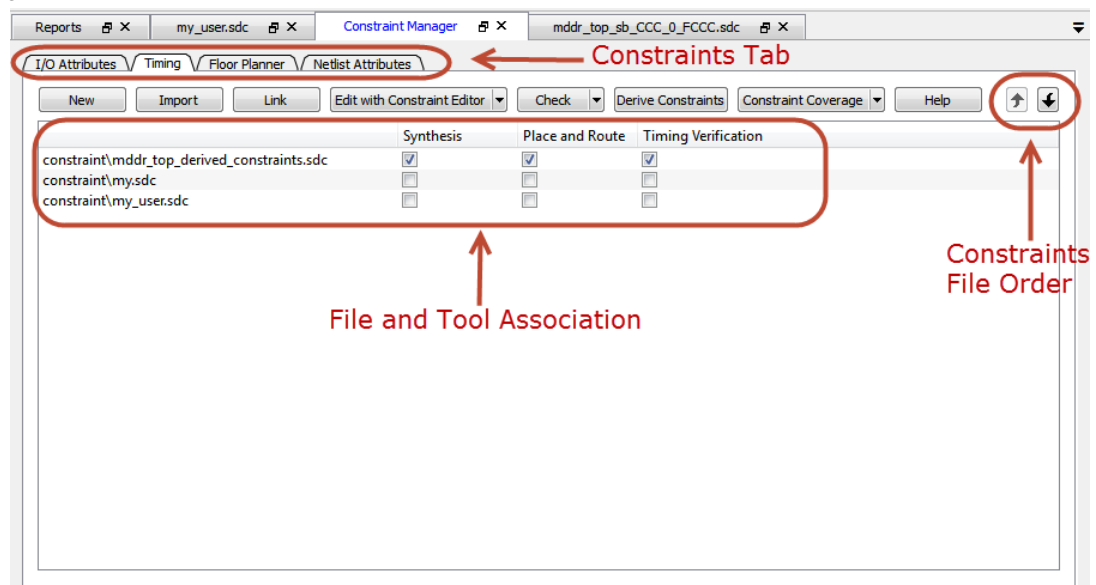 Reports my_user.sdc Constraint Manager mddr_top_sb_CCC_0_FCCC.sdc
I/O Attributes Timing Floor Planner Netlist Attributes
Constraints Tab
New Import Link Edit with Constraint Editor Check Derive Constraints Constraint Coverage Help
Synthesis Place and Route Timing Verification
constraint\mddr_top_derived_constraints.sdc
constraint\my.sdc
constraint\my_user.sdc
Constraints
File Order
File and Tool Association